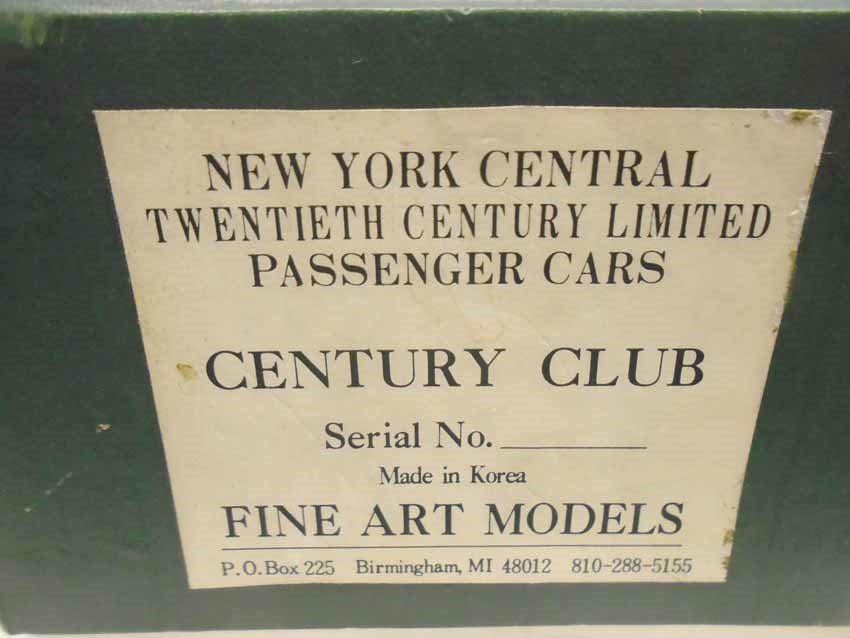 NEW YORK CENTRAL
TWENTIETH CENTURY LIMITED
PASSENGER CARS
CENTURY CLUB
Serial No. ________
Made in Korea
FINE ART MODELS
P.O.Box 225 Birmingham, MI 48012 810-288-5155